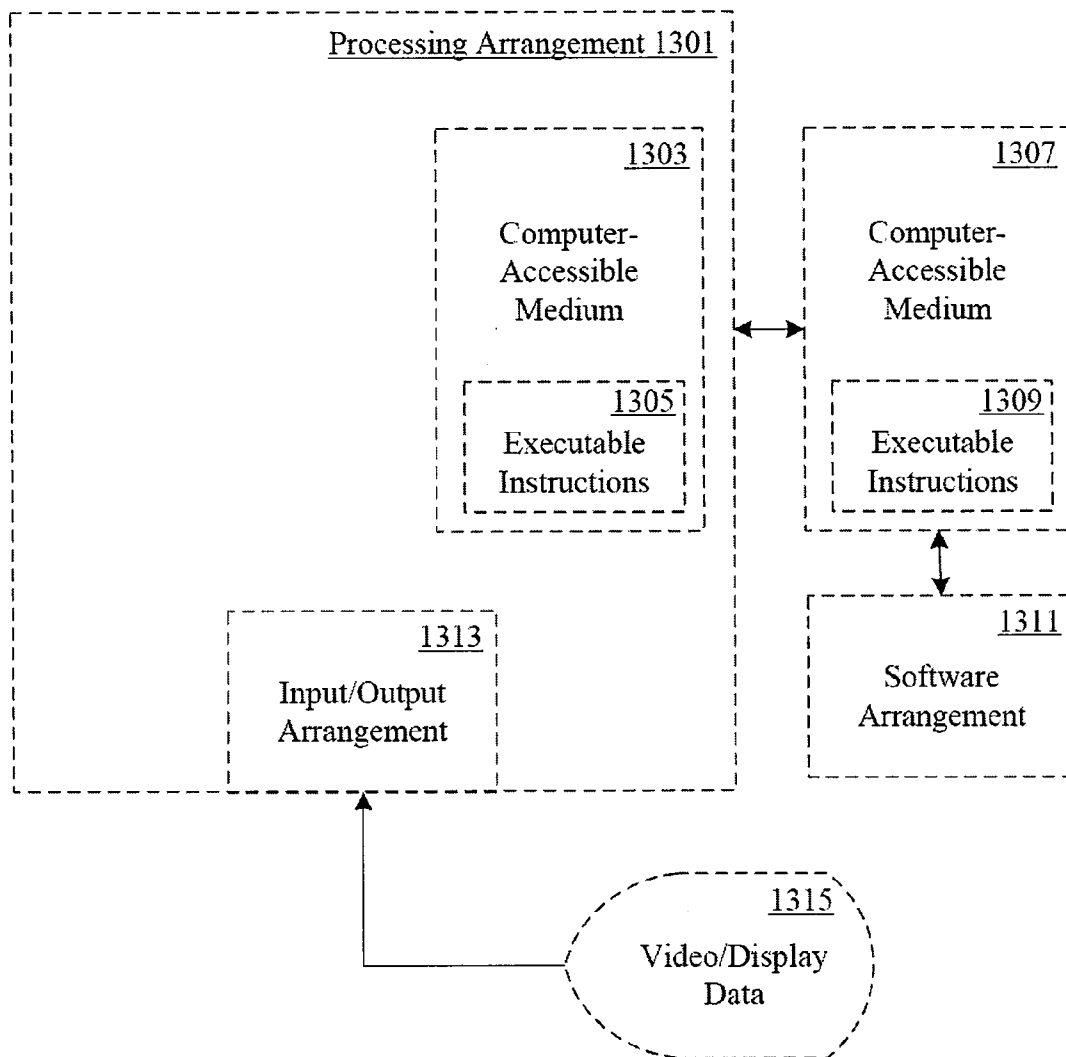 Processing Arrangement 1301
1303
Computer-
Accessible
Medium
1305
Executable
Instructions
1307
Computer-
Accessible
Medium
1309
Executable
Instructions
1311
Software
Arrangement
1313
Input/Output
Arrangement
1315
Video/Display
Data